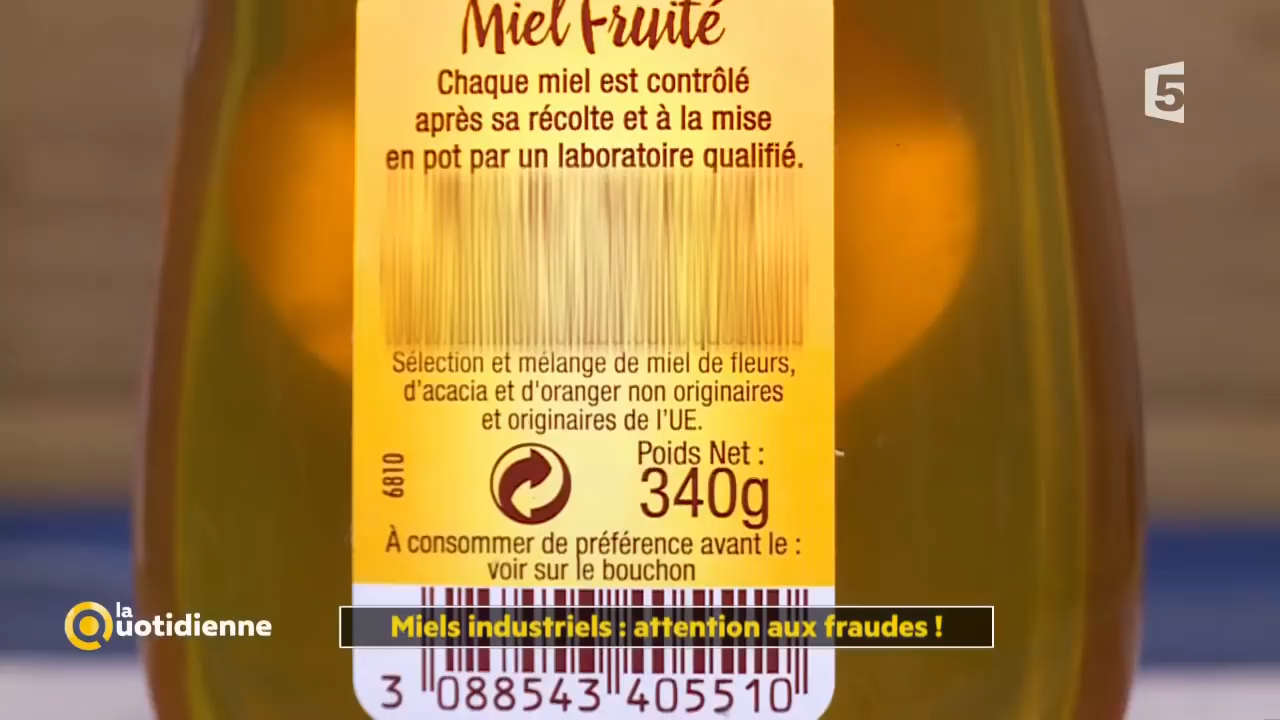 Miel Fruité
Chaque miel est contrôlé
après sa récolte et à la mise
en pot par un laboratoire qualifié.
Sélection et mélange de miel de fleurs,
d'acacia et d'oranger non originaires
et originaires de l'UE.
6810
Poids Net :
340g
À consommer de préférence avant le :
voir sur le bouchon
3 088543 405510
5
la Quotidienne
Miels industriels : attention aux fraudes !